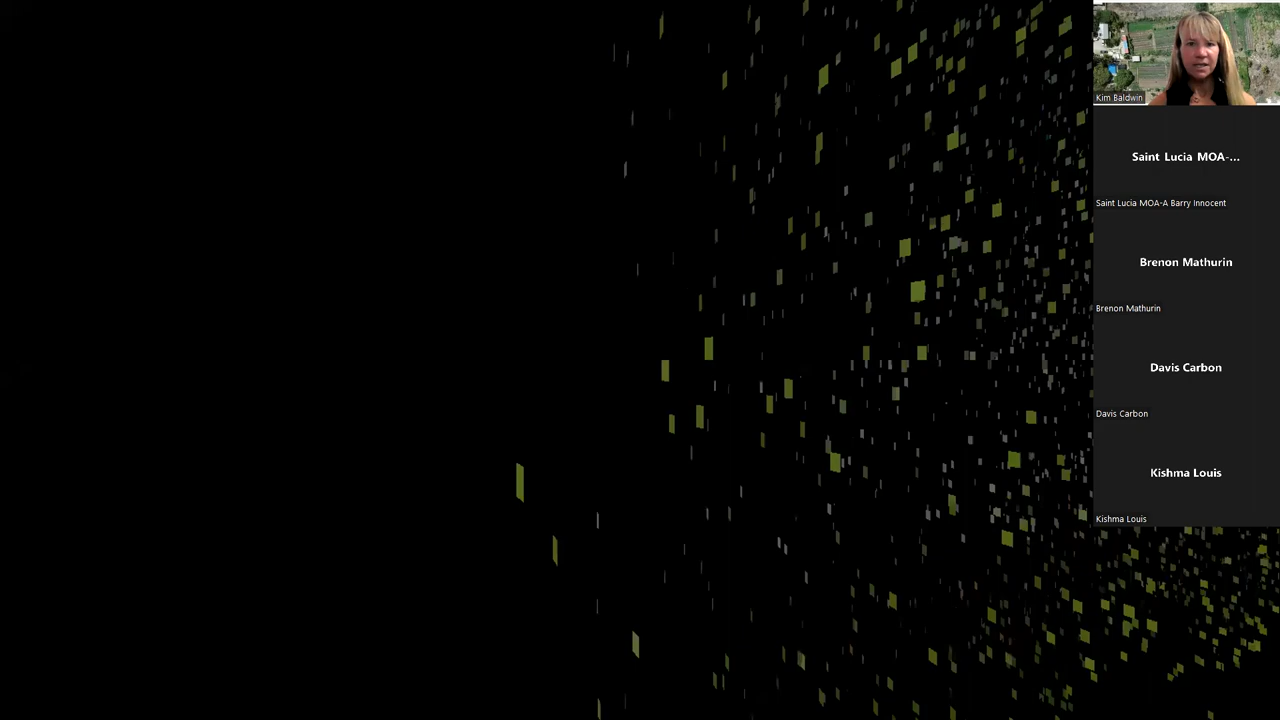 Kim Baldwin
Saint Lucia MOA-...
Saint Lucia MOA-A Barry Innocent
Brenon Mathurin
Brenon Mathurin
Davis Carbon
Davis Carbon
Kishma Louis
Kishma Louis